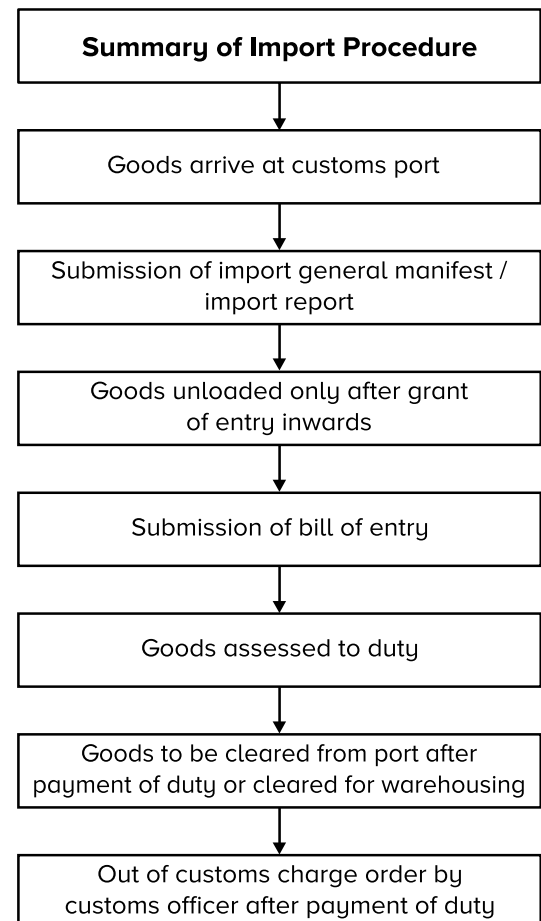 Summary of Import Procedure
Goods arrive at customs port
Submission of import general manifest /
import report
Goods unloaded only after grant
of entry inwards
Submission of bill of entry
Goods assessed to duty
Goods to be cleared from port after
payment of duty or cleared for warehousing
Out of customs charge order by
customs officer after payment of duty